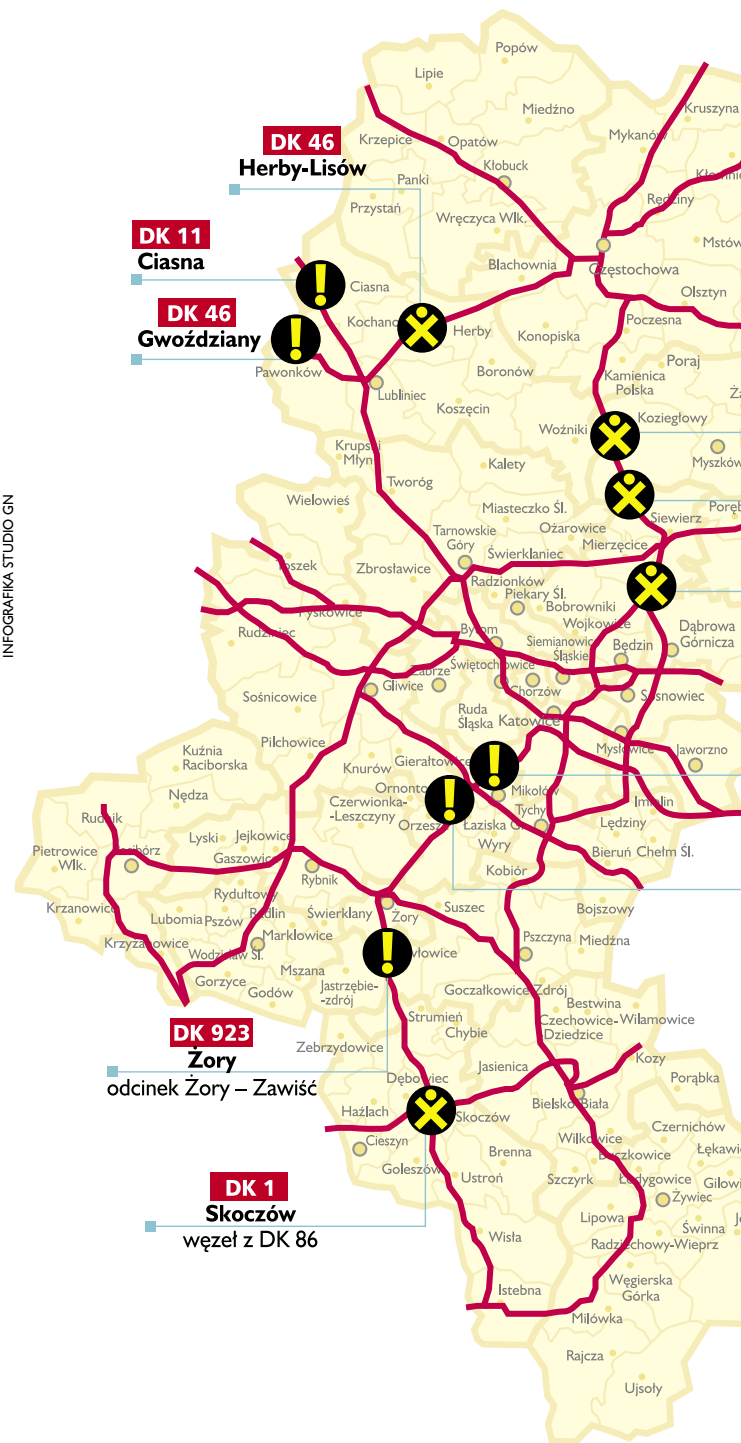 Popów
Lipie
Miedźno
Kruszyna
Mykanów
DK 46
Herby-Lisów
Krzepice
Opatów
Kłobuck
Panki
Rędziny
Przystań
Wręczyca Wlk.
DK 11
Ciasna
Mstów
Blachownia
Częstochowa
Ciasna
Olsztyn
DK 46
Gwoździany
Kochano
Herby
Konopiska
Poczesna
Pawonków
Boronów
Poraj
Kamienica
Polska
Lubliniec
Koszęcin
Woźniki
Koziegłowy
Krupski
Młyn
Kalety
Myszków
Tworóg
Wielowieś
Miasteczko Śl.
Poręb
Siewierz
Ożarowice
Tarnowskie
Góry
Mierzęcice
INFOGRAFIKA STUDIO GN
Świerklaniec
Toszek
Zbrosławice
Radzionków
Piekary Śl.
Bobrowniki
Wojkowice
Pyskowice
Dąbrowa
Górnicza
Rudziniec
Bytom
Siemianowice
Śląskie
Będzin
Zabrze
Świętochłowice
Gliwice
Chorzów
Sosnowiec
Sośnicowice
Ruda
Śląska
Katowice
Pilchowice
Mysłowice
Kuźnia
Raciborska
Gierałtowice
Jaworzno
Knurów
Nędza
Ornonto
Mikołów
Czerwionka-
-Leszczyny
Imielin
Rudnik
Tychy
Orzesz
Łaziska G.
Lędziny
Lyski
Jejkowice
Wyry
Pietrowice
Wlk.
Racibórz
Gaszowice
Bieruń
Chełm Śl.
Rybnik
Kobiór
Rydułtowy
Krzanowice
Lubomia
Pszów
Radlin
Świerklany
Żory
Suszec
Bojszowy
Krzyżanowice
Marklowice
Wodzisław Śl.
Pszczyna
Miedźna
Mszana
Gorzyce
Godów
Jastrzębie-
-zdrój
Goczałkowice Zdrój
Bestwina
Strumień
Chybie
Czechowice-
-Dziedzice
Wilamowice
DK 923
Żory
odcinek Żory – Zawiść
Zebrzydowice
Kozy
Jasienica
Porąbka
Dębowiec
Hażlach
Skoczów
Bielsko-Biała
Czernichów
Cieszyn
Wilkowice
Brenna
Buczkowice
Łękawi
Goleszów
Ustroń
Szczyrk
Łodygowice
Gilowi
DK 1
Skoczów
węzeł z DK 86
Żywiec
Lipowa
Świnna
Wisła
Radziechowy-Wieprz
Węgierska
Górka
Istebna
Milówka
Rajcza
Ujsoły